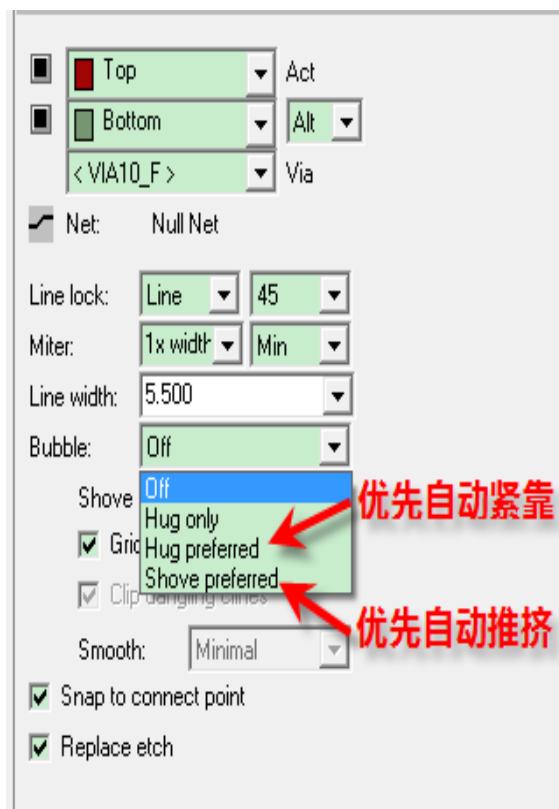 Top Act
Bottom Alt
< VIA10_F > Via
Net: Null Net
Line lock: Line 45
Miter: 1x width Min
Line width: 5.500
Bubble: Off
Off
Shove
Hug only
Hug preferred
Shove preferred
优先自动紧靠
优先自动推挤
Clip dangling clines
Smooth: Minimal
Snap to connect point
Replace etch